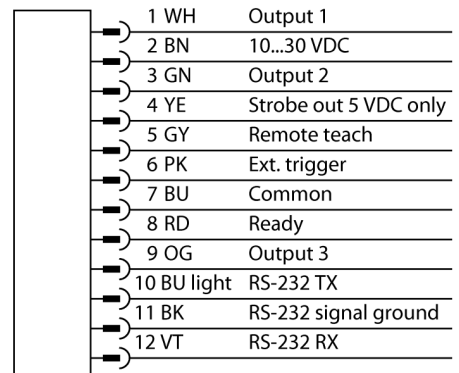 1 WH Output 1
2 BN 10...30 VDC
3 GN Output 2
4 YE Strobe out 5 VDC only
5 GY Remote teach
6 PK Ext. trigger
7 BU Common
8 RD Ready
9 OG Output 3
10 BU light RS-232 TX
11 BK RS-232 signal ground
12 VT RS-232 RX